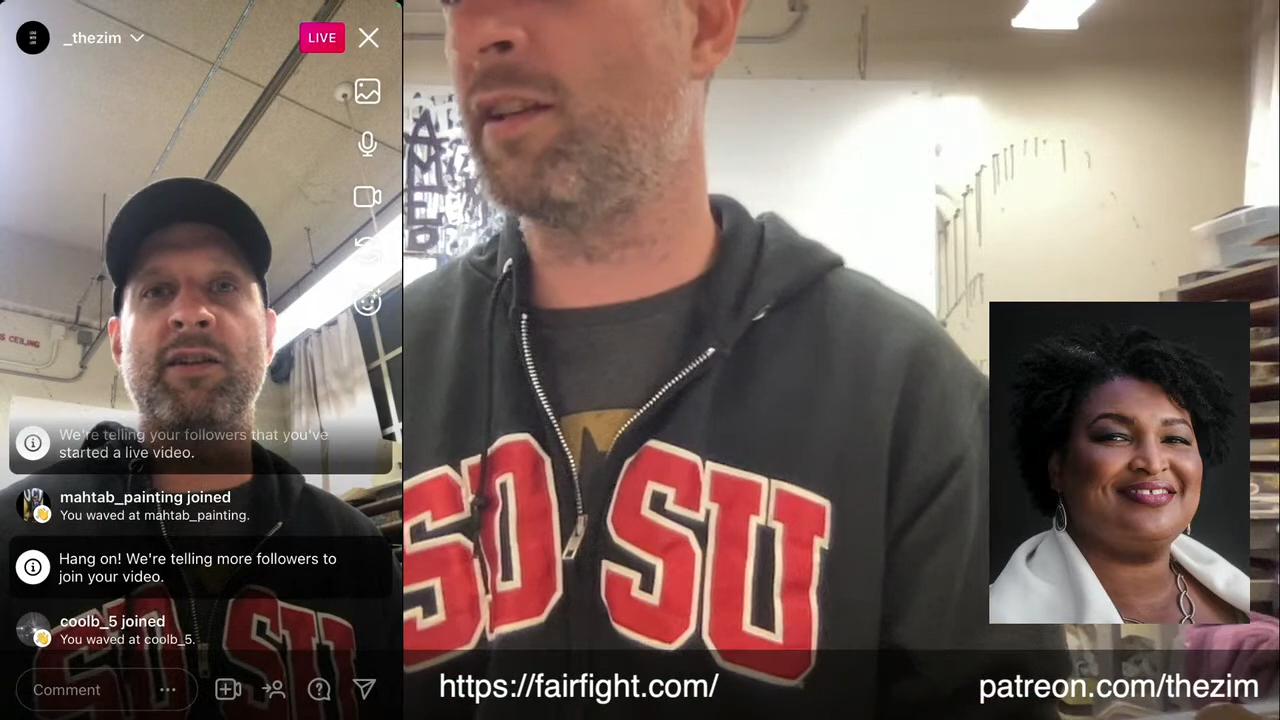 _thezim
LIVE
S CEILING
We're telling your followers that you've
started a live video.
mahtab_painting joined
You waved at mahtab_painting.
Hang on! We're telling more followers to
join your video.
coolb_5 joined
You waved at coolb_5.
Comment
SDSU
SDSU
https://fairfight.com/
patreon.com/thezim